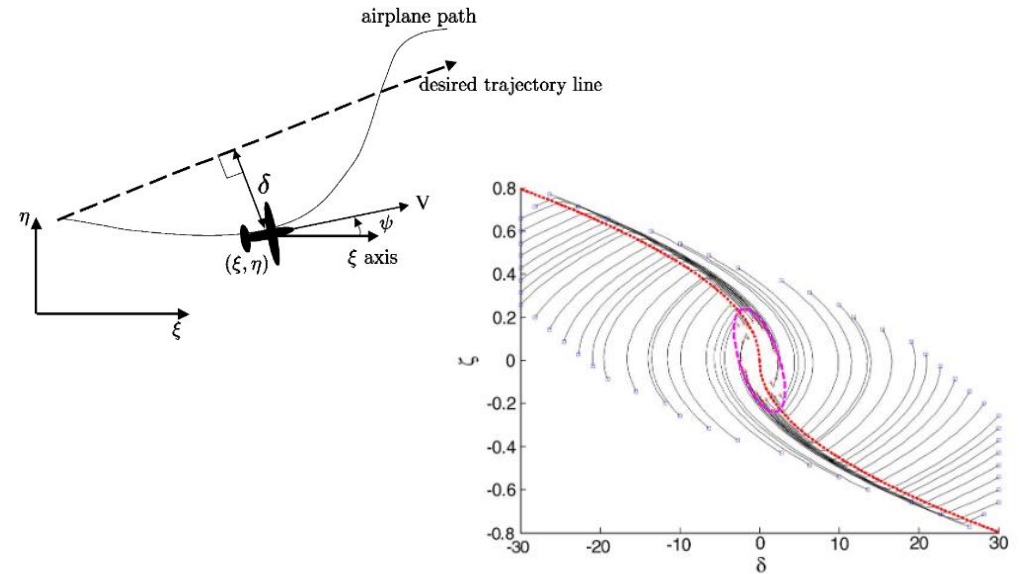 airplane path
desired trajectory line
η
δ
V
ψ
(ξ, η)
ξ axis
ξ
0.8
0.6
0.4
0.2
0
-0.2
-0.4
-0.6
-0.8
ζ
-30
-20
-10
0
10
20
30
δ